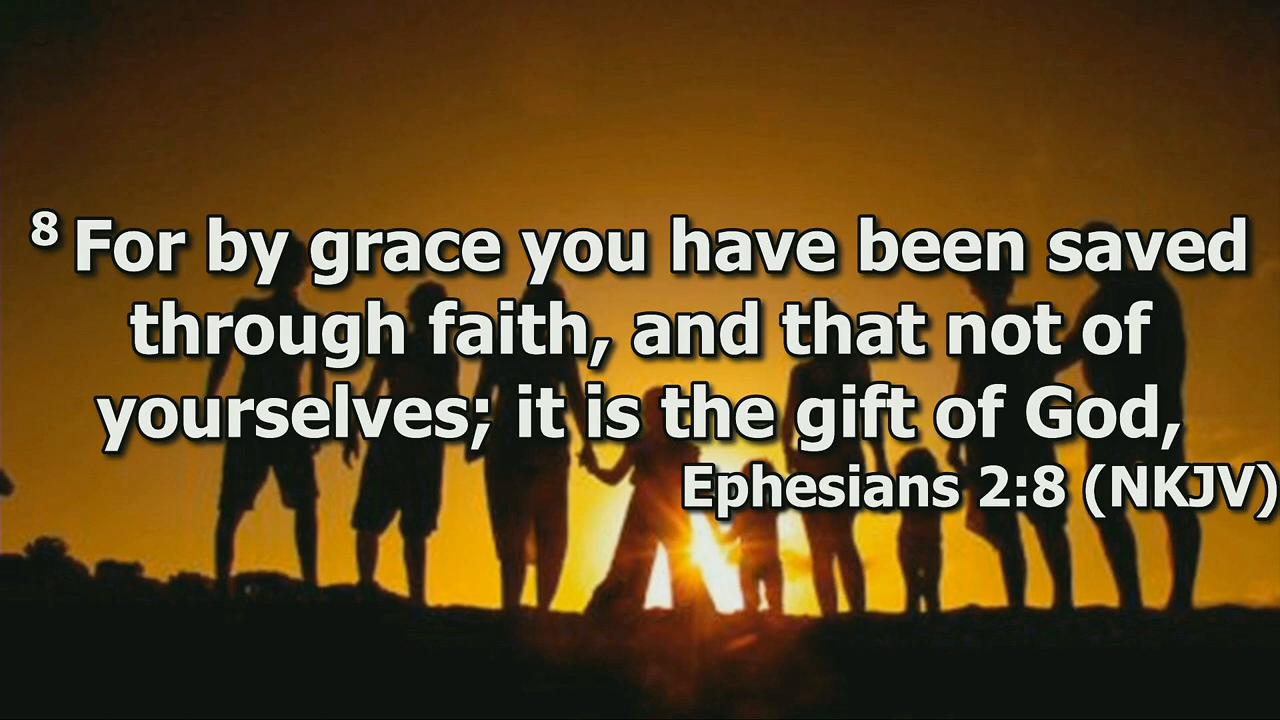 8 For by grace you have been saved
through faith, and that not of
yourselves; it is the gift of God,
Ephesians 2:8 (NKJV)